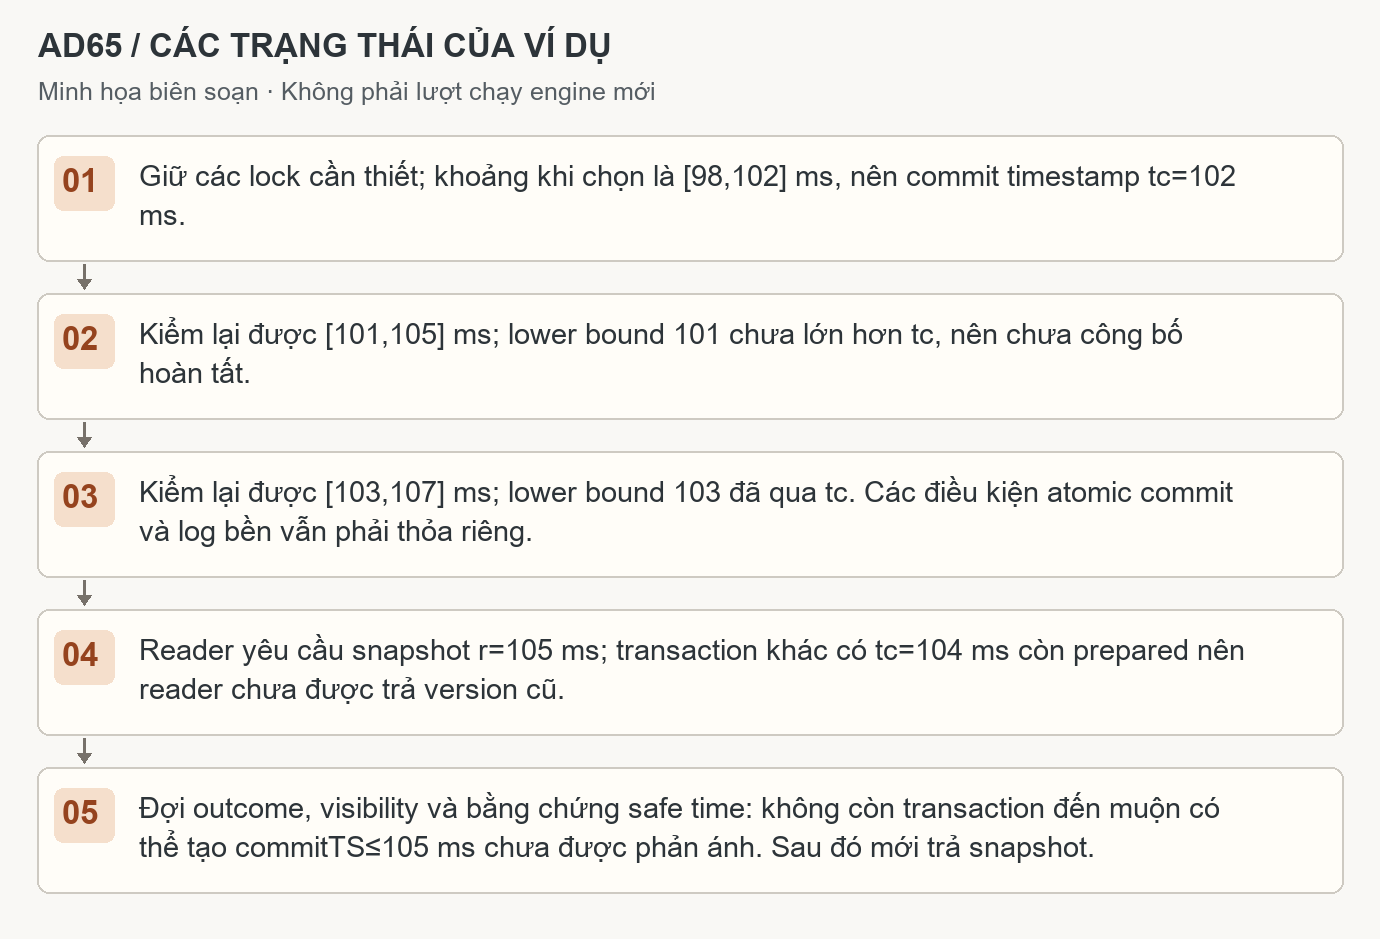 AD65 / CÁC TRẠNG THÁI CỦA VÍ DỤ
Minh họa biên soạn · Không phải lượt chạy engine mới
01
Giữ các lock cần thiết; khoảng khi chọn là [98,102] ms, nên commit timestamp tc=102
ms.
02
Kiểm lại được [101,105] ms; lower bound 101 chưa lớn hơn tc, nên chưa công bố
hoàn tất.
03
Kiểm lại được [103,107] ms; lower bound 103 đã qua tc. Các điều kiện atomic commit
và log bền vẫn phải thỏa riêng.
04
Reader yêu cầu snapshot r=105 ms; transaction khác có tc=104 ms còn prepared nên
reader chưa được trả version cũ.
05
Đợi outcome, visibility và bằng chứng safe time: không còn transaction đến muộn có
thể tạo commitTS≤105 ms chưa được phản ánh. Sau đó mới trả snapshot.